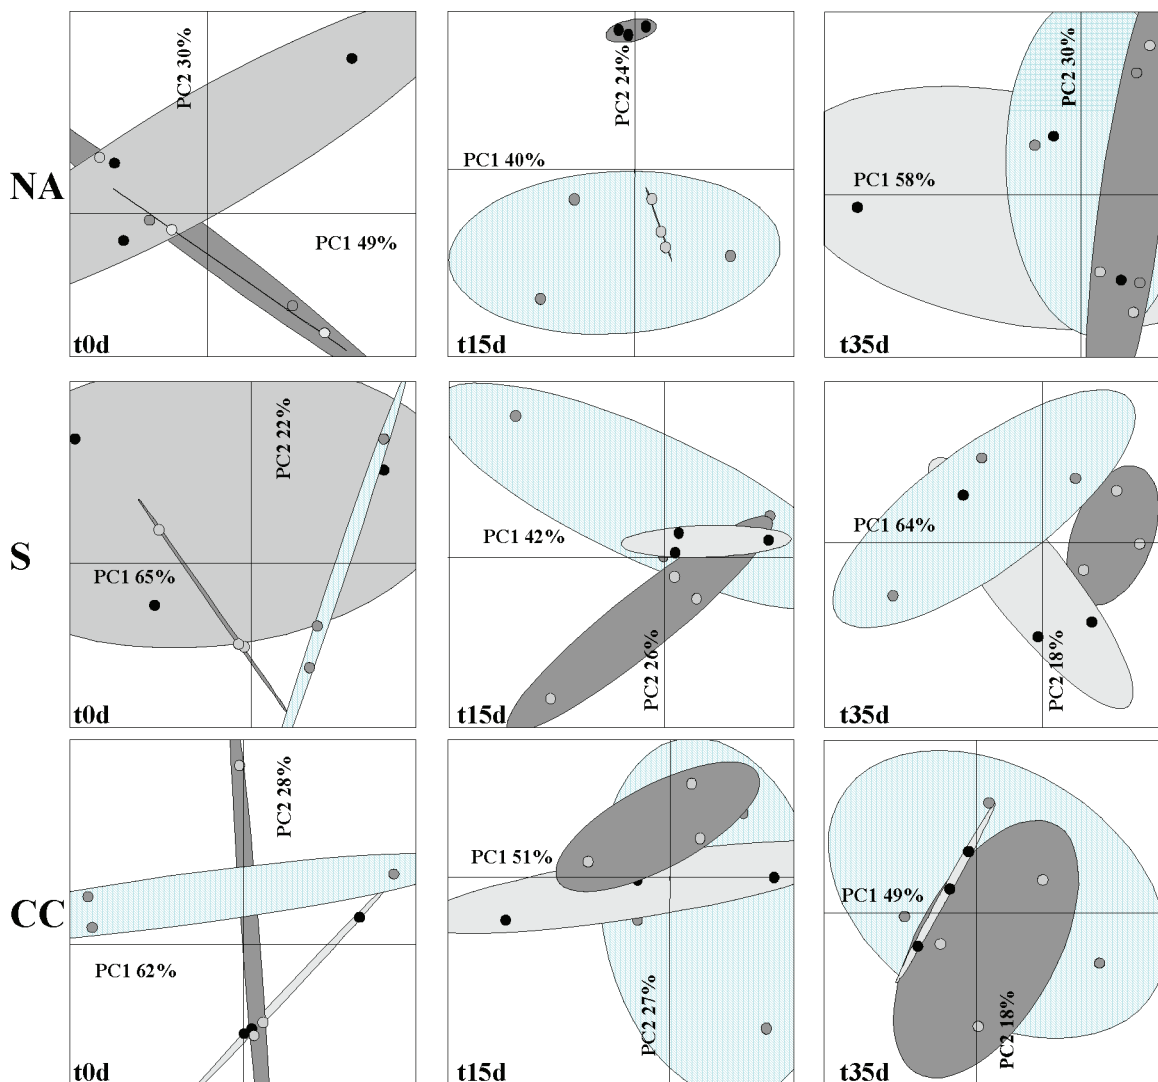 NA
PC2 30%
PC1 49%
t0d
PC2 24%
PC1 40%
t15d
PC2 30%
PC1 58%
t35d
S
PC2 22%
PC1 65%
t0d
PC1 42%
PC2 26%
t15d
PC1 64%
PC2 18%
t35d
CC
PC2 28%
PC1 62%
t0d
PC1 51%
PC2 27%
t15d
PC1 49%
PC2 18%
t35d